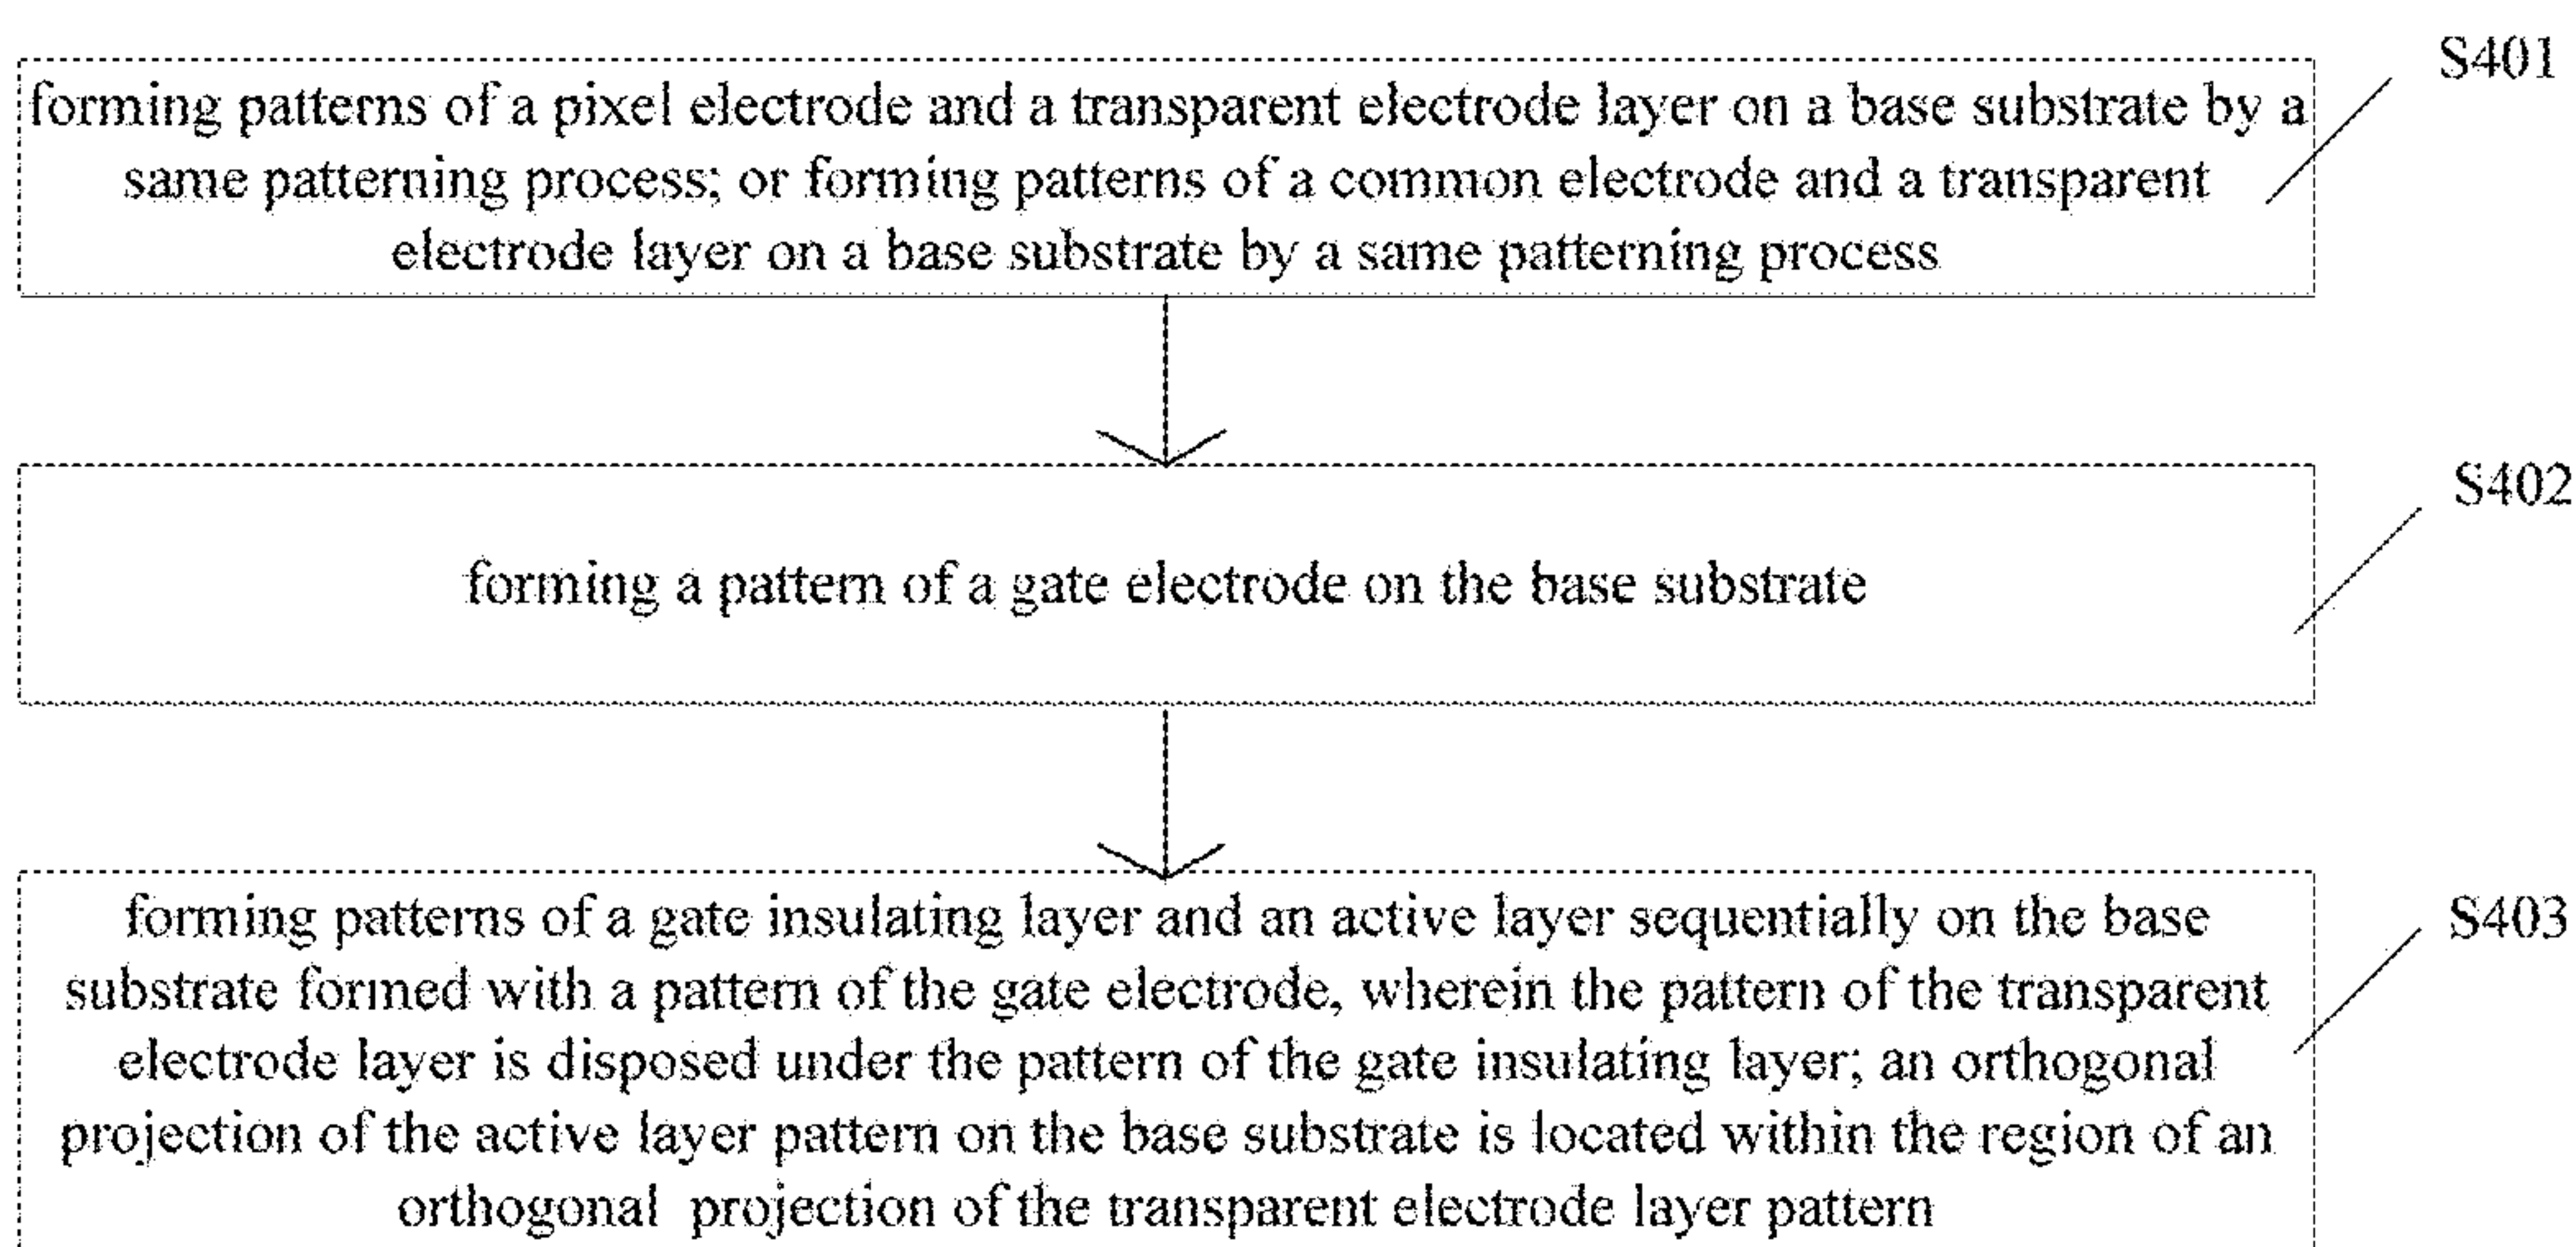 S401
forming patterns of a pixel electrode and a transparent electrode layer on a base substrate by a
same patterning process; or forming patterns of a common electrode and a transparent
electrode layer on a base substrate by a same patterning process
S402
forming a pattern of a gate electrode on the base substrate
S403
forming patterns of a gate insulating layer and an active layer sequentially on the base
substrate formed with a pattern of the gate electrode, wherein the pattern of the transparent
electrode layer is disposed under the pattern of the gate insulating layer; an orthogonal
projection of the active layer pattern on the base substrate is located within the region of an
orthogonal projection of the transparent electrode layer pattern